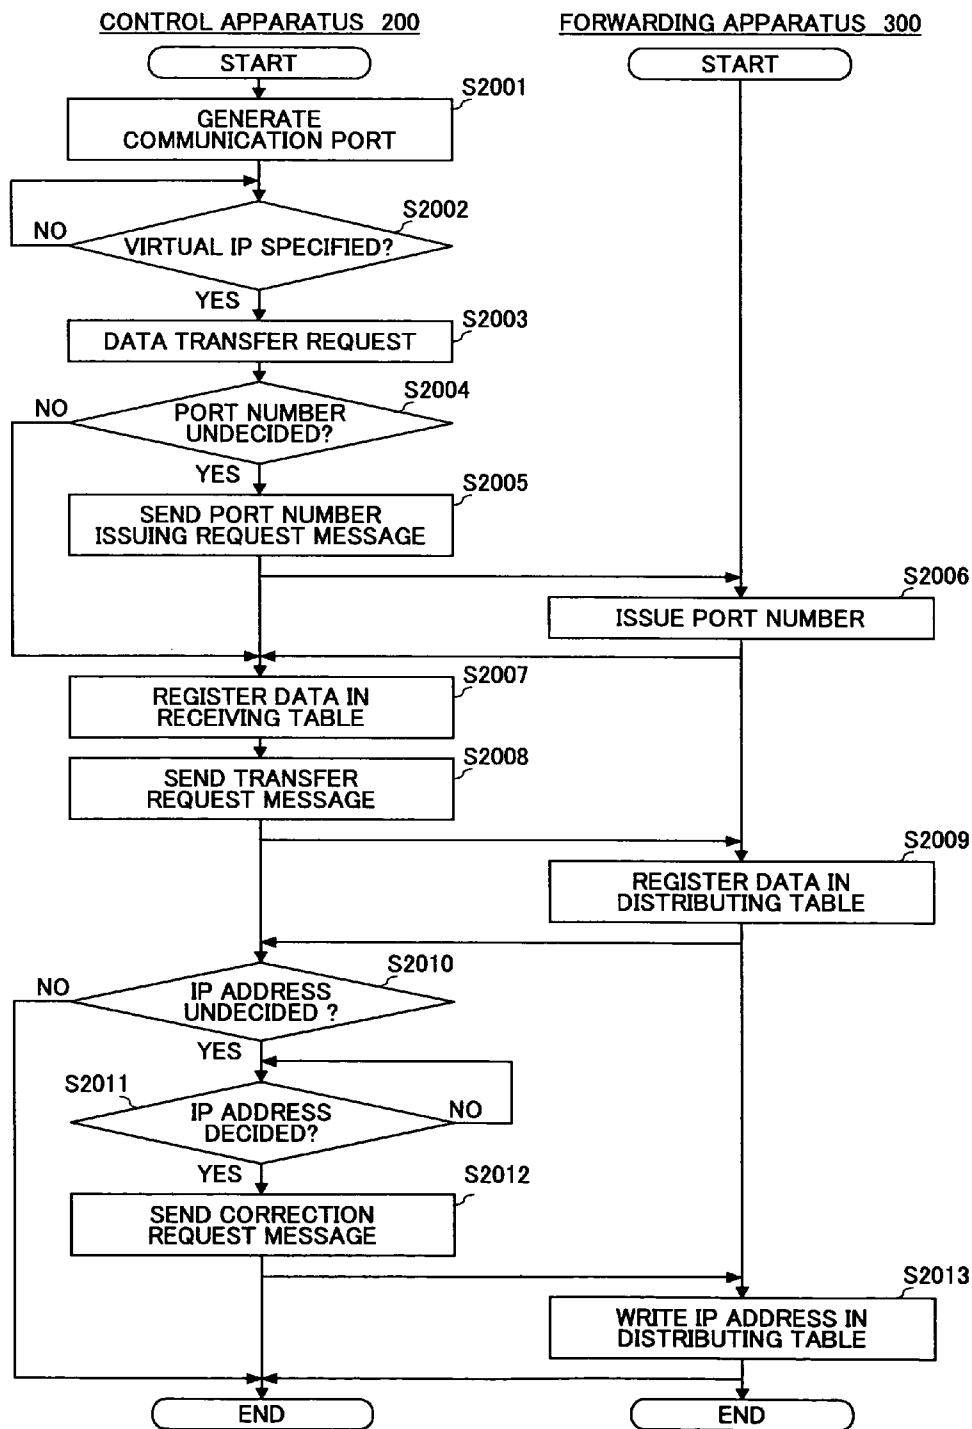 CONTROL APPARATUS 200
FORWARDING APPARATUS 300
START
START
S2001
GENERATE
COMMUNICATION PORT
S2002
NO
VIRTUAL IP SPECIFIED?
YES
S2003
DATA TRANSFER REQUEST
S2004
NO
PORT NUMBER
UNDECIDED?
YES
S2005
SEND PORT NUMBER
ISSUING REQUEST MESSAGE
S2006
ISSUE PORT NUMBER
S2007
REGISTER DATA IN
RECEIVING TABLE
S2008
SEND TRANSFER
REQUEST MESSAGE
S2009
REGISTER DATA IN
DISTRIBUTING TABLE
S2010
NO
IP ADDRESS
UNDECIDED ?
YES
S2011
IP ADDRESS
DECIDED?
NO
YES
S2012
SEND CORRECTION
REQUEST MESSAGE
S2013
WRITE IP ADDRESS IN
DISTRIBUTING TABLE
END
END